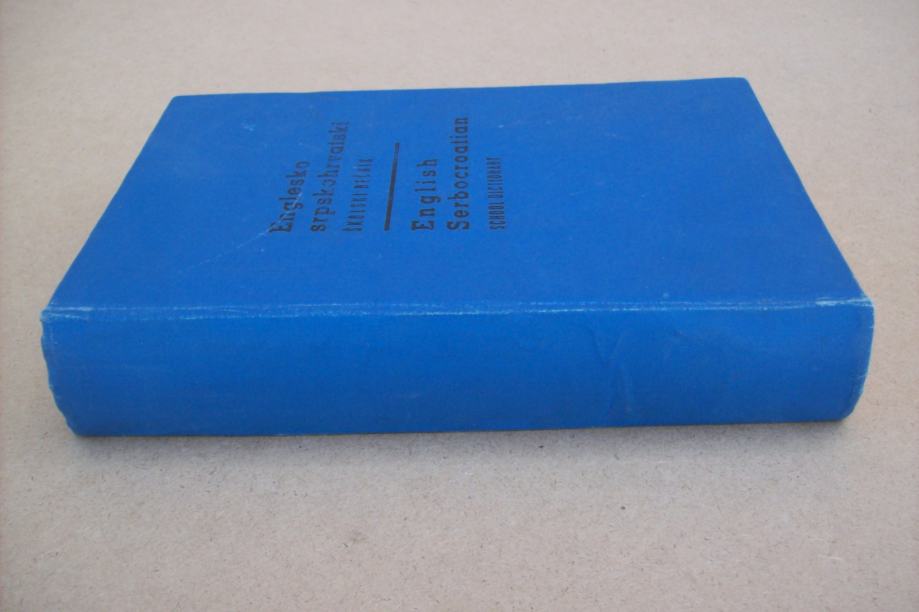 Englesko
srpskohrvatski
ŠKOLSKI REČNIK
English
Serbocroatian
SCHOOL DICTIONARY